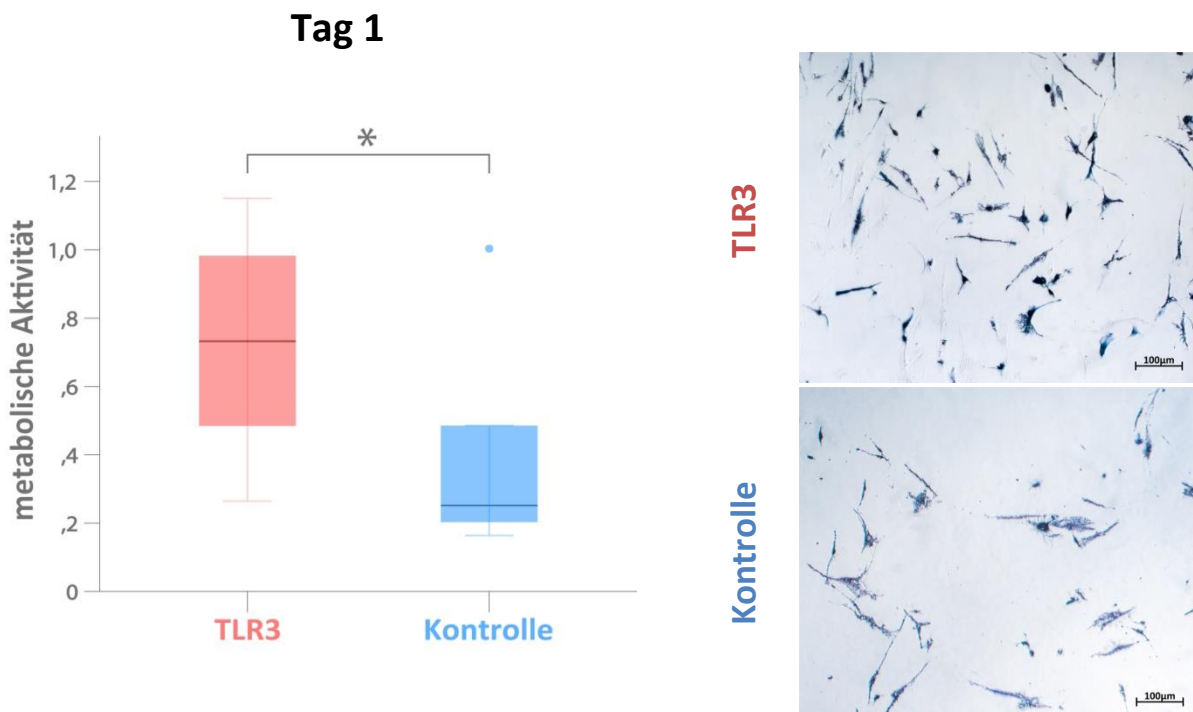 Tag 1
*
1,2
1,0
,8
,6
,4
,2
0
metabolische Aktivität
TLR3
Kontrolle
TLR3
100µm
Kontrolle
100µm